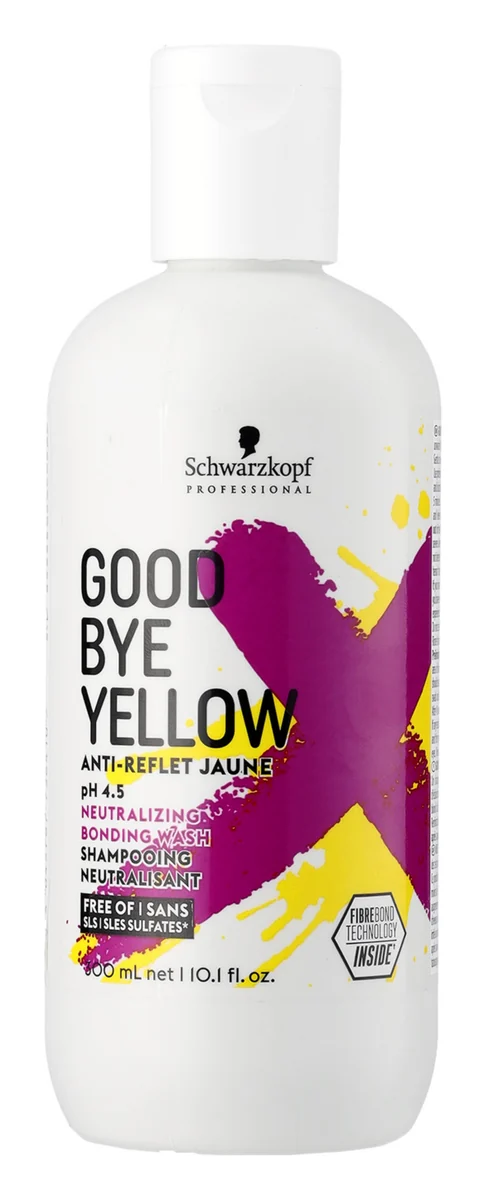 Schwarzkopf
PROFESSIONAL
GOOD
BYE
YELLOW
ANTI-REFLET JAUNE
pH 4.5
NEUTRALIZING
BONDING WASH
SHAMPOOING
NEUTRALISANT
FREE OF I SANS
SLS I SLES SULFATES*
300 mL net I 10.1 fl. oz.
FIBREBOND
TECHNOLOGY
INSIDE*